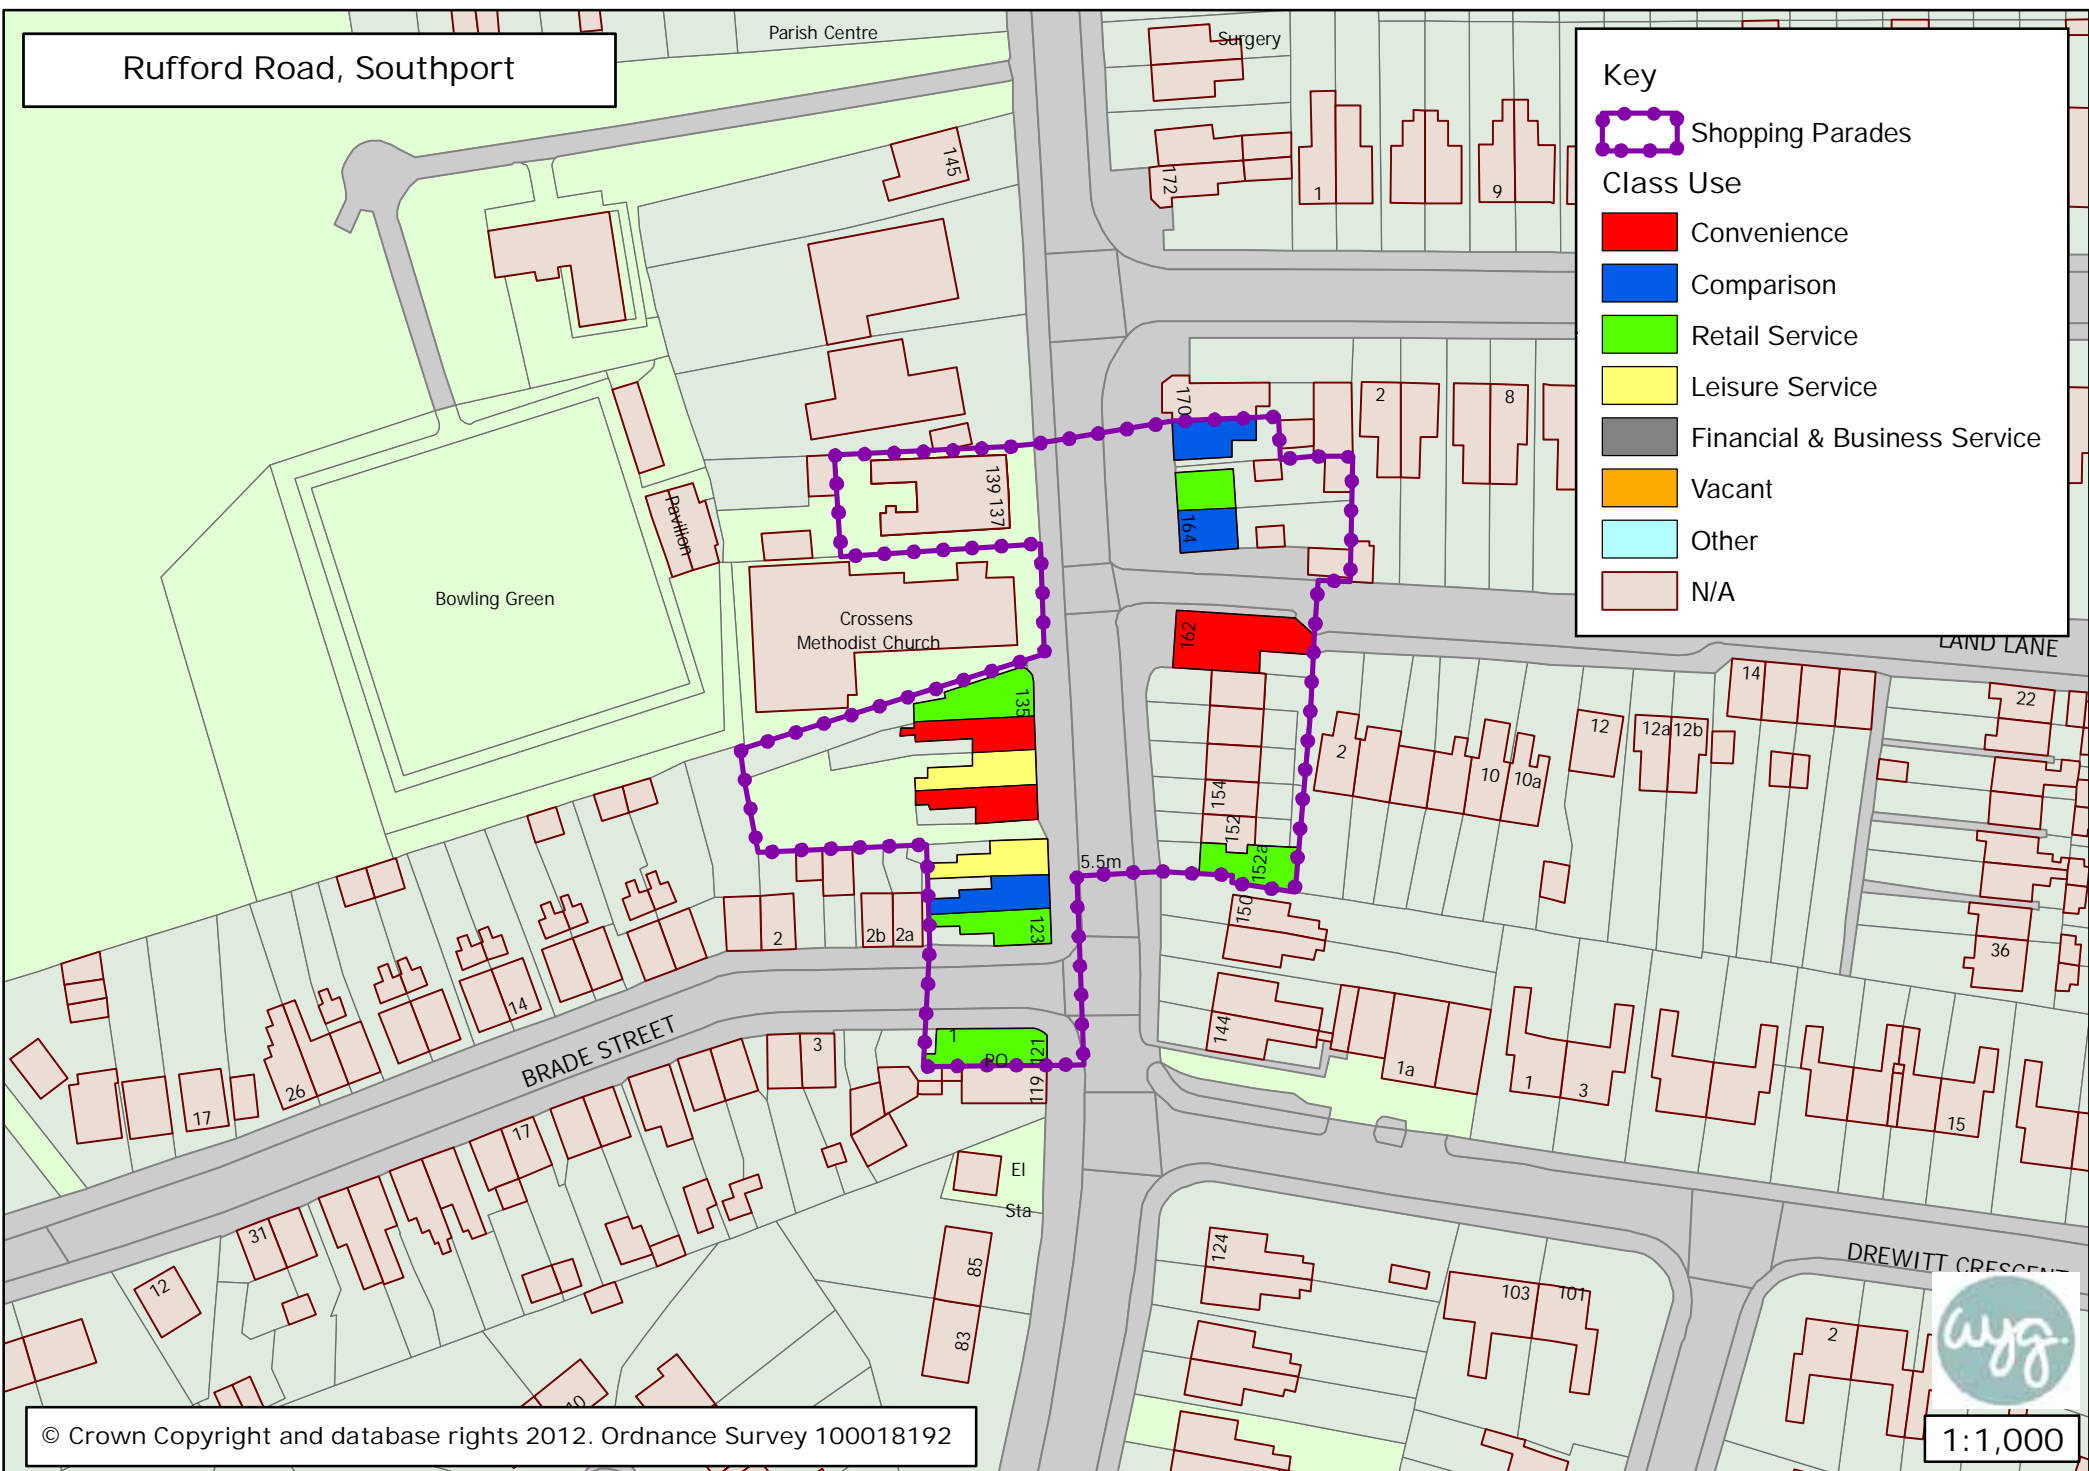 Rufford Road, Southport
Parish Centre
Surgery
Key
Shopping Parades
Class Use
Convenience
Comparison
Retail Service
Leisure Service
Financial & Business Service
Vacant
Other
N/A
145
172
1
9
170
2
8
139 137
164
Pavilion
Bowling Green
Crossens
Methodist Church
162
LAND LANE
135
14
22
2
12
12a
12b
10
10a
154
152
152a
5.5m
123
150
36
2
2b
2a
14
144
BRADE STREET
1
PO
121
119
3
1a
1
3
15
26
17
17
El
Sta
31
12
85
83
124
103
101
DREWITT CRESCENT
2
10
ayg.
© Crown Copyright and database rights 2012. Ordnance Survey 100018192
1:1,000